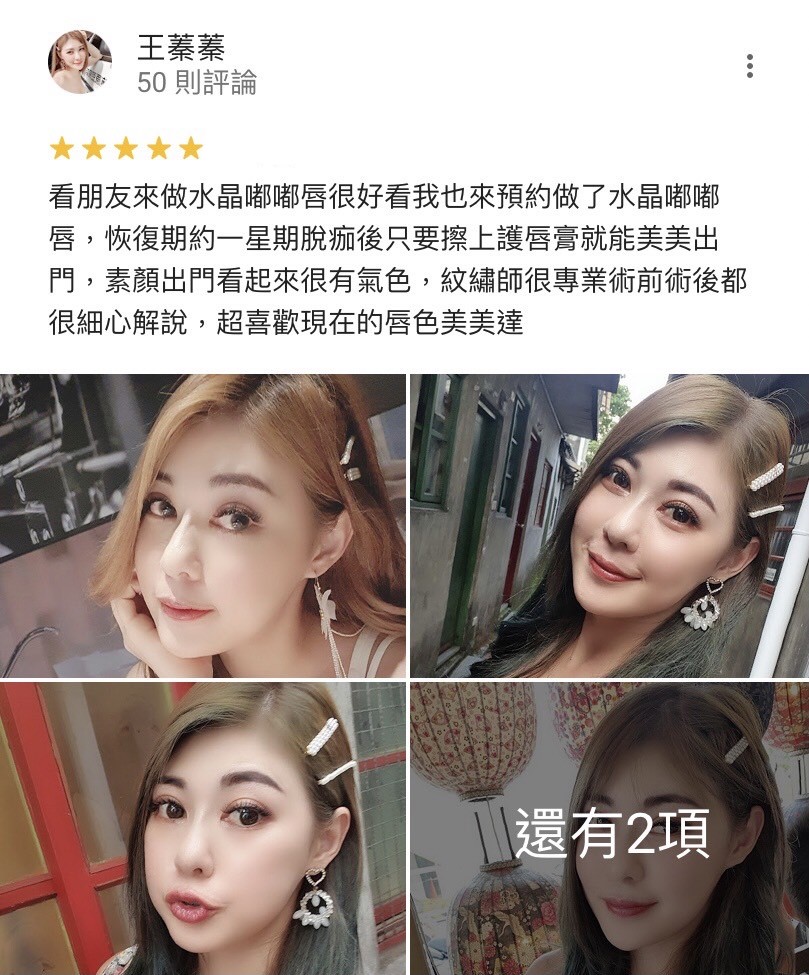 王蓁蓁
50 則評論
看朋友來做水晶嘟嘟唇很好看我也來預約做了水晶嘟嘟
唇，恢復期約一星期脫痂後只要擦上護唇膏就能美美出
門，素顏出門看起來很有氣色，紋繡師很專業術前術後都
很細心解說，超喜歡現在的唇色美美達
還有2項